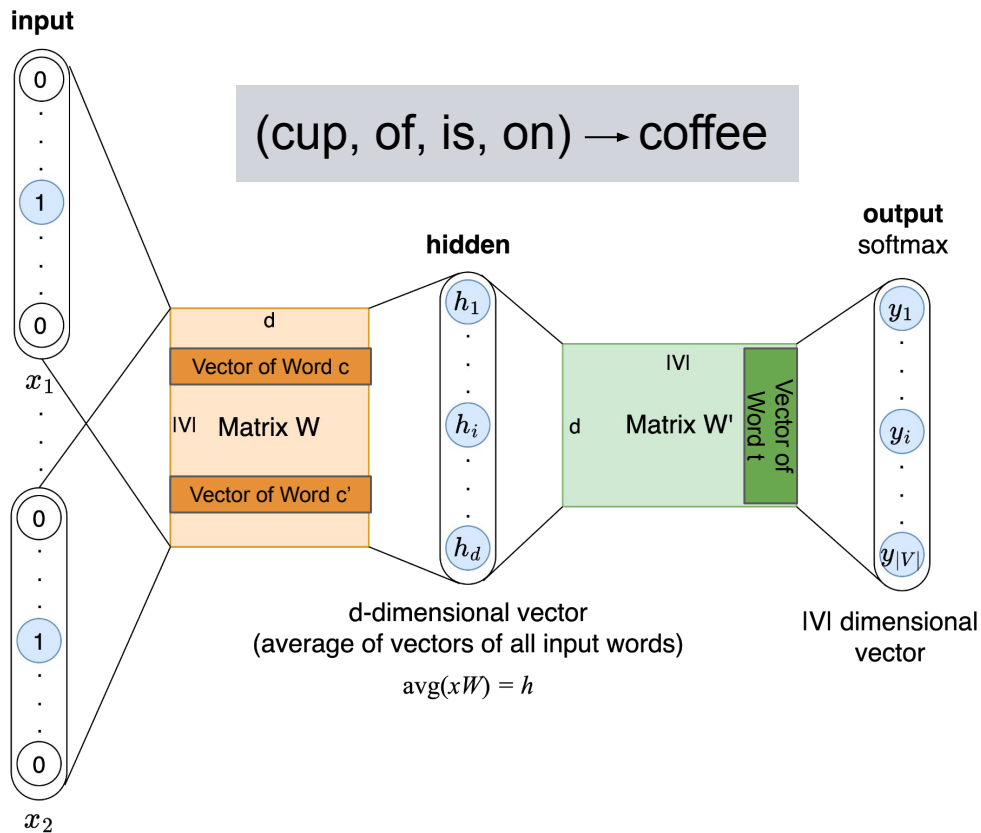 input
0
1
0
x1
0
1
0
x2
(cup, of, is, on) → coffee
d
Vector of Word c
|V|
Matrix W
Vector of Word c’
hidden
h1
hi
hd
d-dimensional vector
(average of vectors of all input words)
avg(xW) = h
|V|
d
Matrix W'
Vector of
Word t
output
softmax
y1
yi
y|V|
|V| dimensional
vector